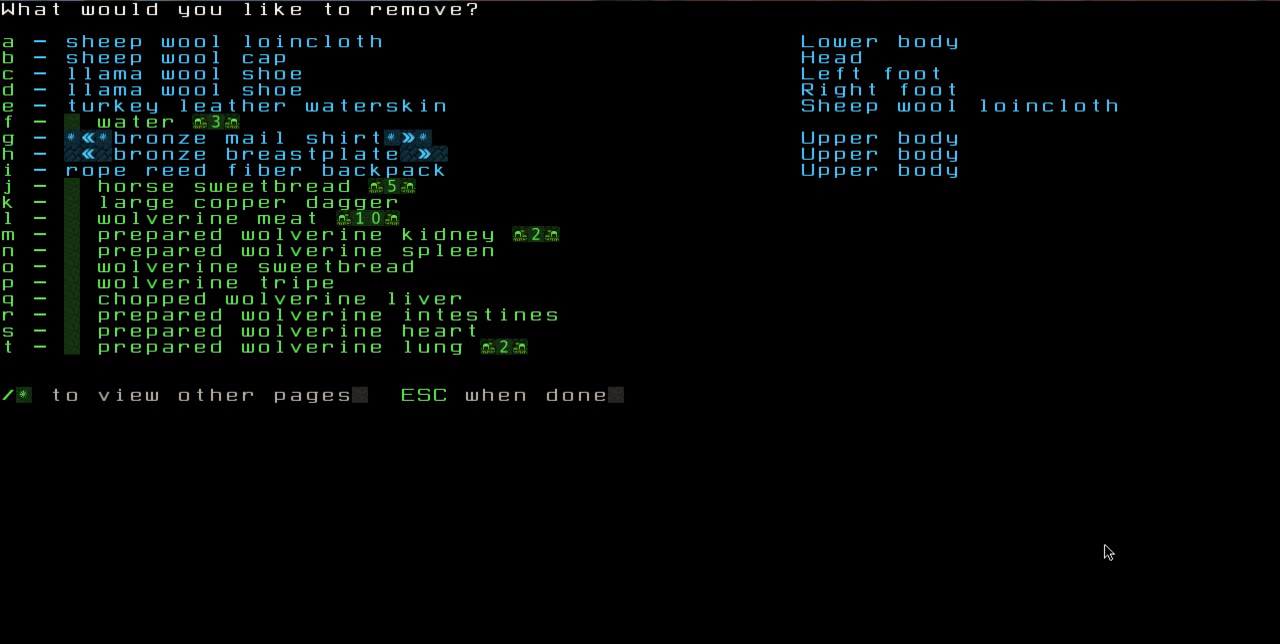 What would you like to remove?
a - sheep wool loincloth Lower body
b - sheep wool cap Head
c - llama wool shoe Left foot
d - llama wool shoe Right foot
e - turkey leather waterskin Sheep wool loincloth
f - water 3
g - *«*bronze mail shirt*»* Upper body
h - «bronze breastplate» Upper body
i - rope reed fiber backpack Upper body
j - horse sweetbread 5
k - large copper dagger
l - wolverine meat 10
m - prepared wolverine kidney 2
n - prepared wolverine spleen
o - wolverine sweetbread
p - wolverine tripe
q - chopped wolverine liver
r - prepared wolverine intestines
s - prepared wolverine heart
t - prepared wolverine lung 2
/* to view other pages ESC when done